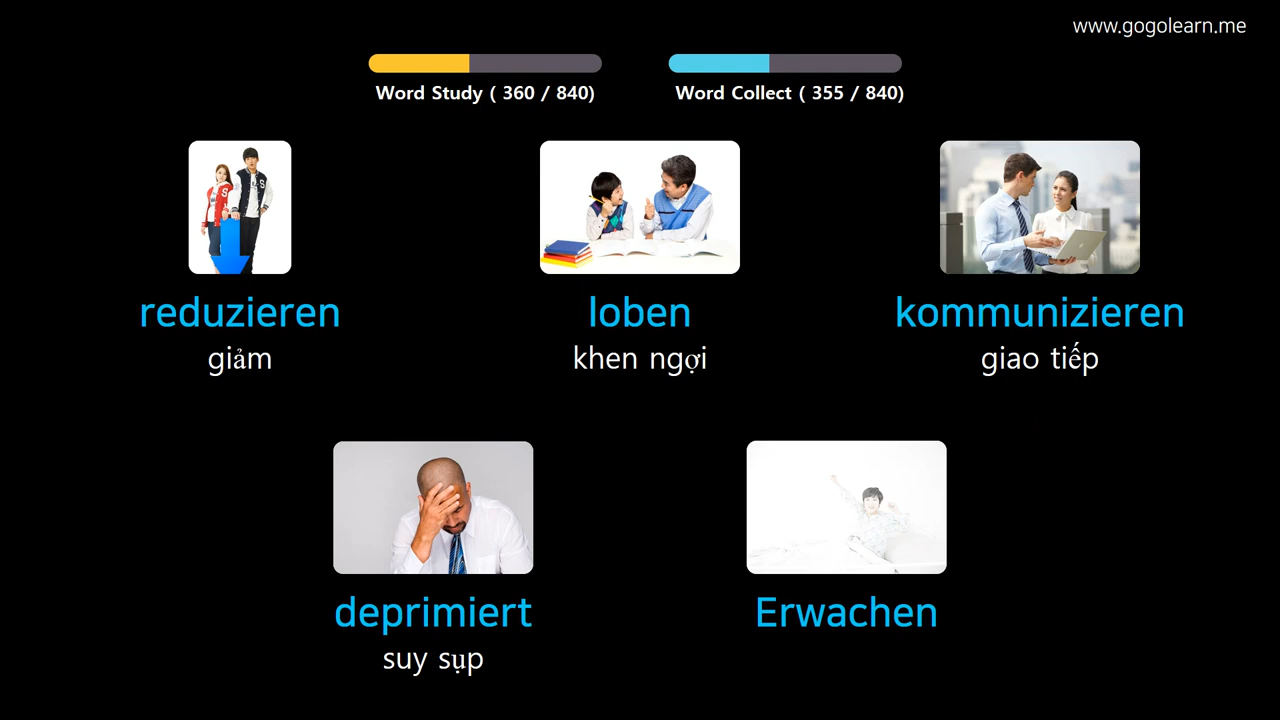 www.gogolearn.me
Word Study ( 360 / 840)
Word Collect ( 355 / 840)
reduzieren
giảm
loben
khen ngợi
kommunizieren
giao tiếp
deprimiert
suy sụp
Erwachen